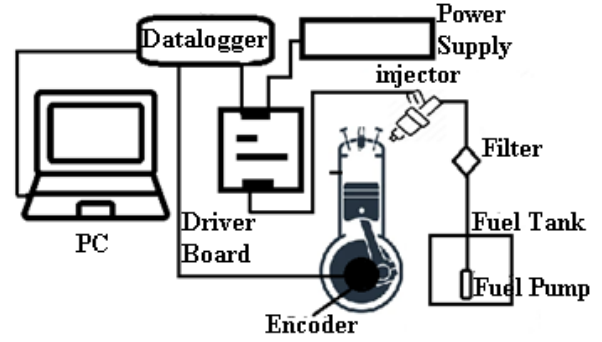 Datalogger
Power
Supply
injector
Filter
PC
Driver
Board
Fuel Tank
Fuel Pump
Encoder